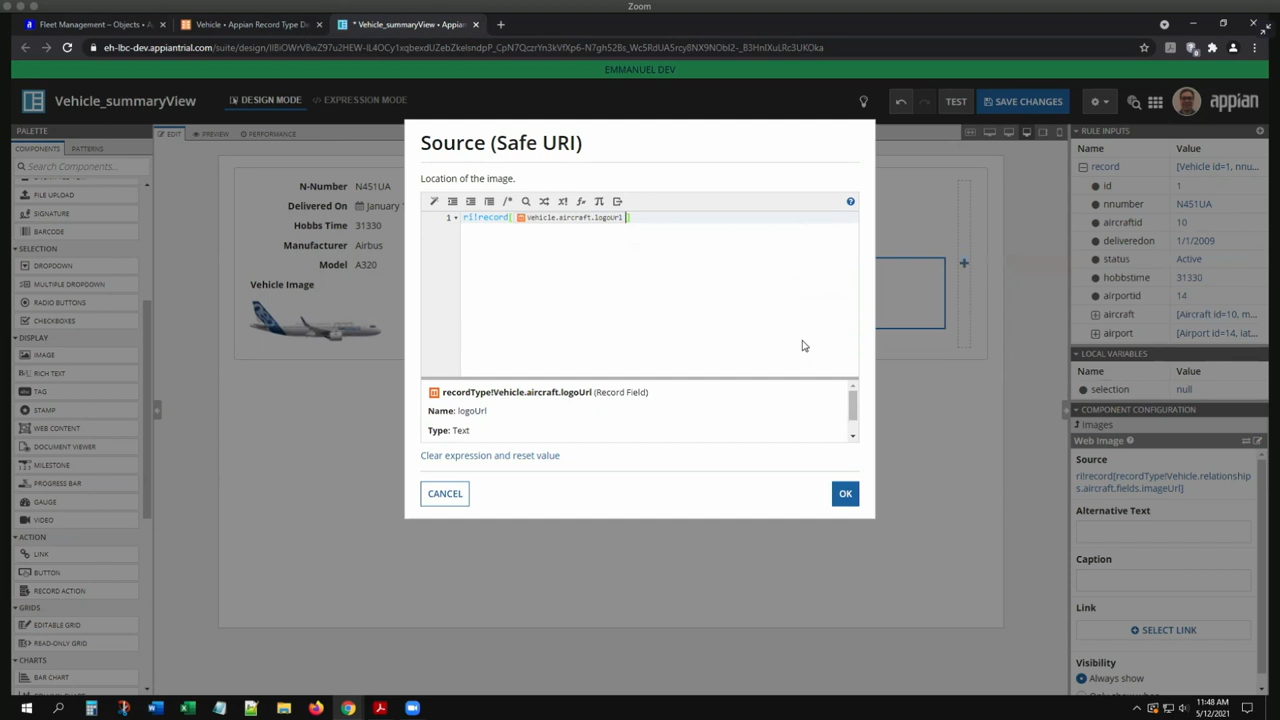 Zoom
Fleet Management – Objects • A
Vehicle • Appian Record Type De
* Vehicle_summaryView • Appian
EMMANUEL DEV
Vehicle_summaryView
DESIGN MODE
EXPRESSION MODE
TEST
SAVE CHANGES
appian
PALETTE
COMPONENTS
PATTERNS
Search Components
FILE UPLOAD
SIGNATURE
BARCODE
SELECTION
DROPDOWN
MULTIPLE DROPDOWN
RADIO BUTTONS
CHECKBOXES
DISPLAY
IMAGE
RICH TEXT
TAG
STAMP
WEB CONTENT
DOCUMENT VIEWER
MILESTONE
PROGRESS BAR
GAUGE
VIDEO
ACTION
LINK
BUTTON
RECORD ACTION
GRIDS
EDITABLE GRID
READ-ONLY GRID
CHARTS
BAR CHART
EDIT
PREVIEW
PERFORMANCE
N-Number N451UA
Delivered On January
Hobbs Time 31330
Manufacturer Airbus
Model A320
Vehicle Image
Source (Safe URI)
Location of the image.
1
ri!record[ Vehicle.aircraft.logoUrl ]
recordType!Vehicle.aircraft.logoUrl (Record Field)
Name: logoUrl
Type: Text
Clear expression and reset value
CANCEL
OK
RULE INPUTS
Name Value
record [Vehicle id=1, nnu
id 1
nnumber N451UA
aircraftid 10
deliveredon 1/1/2009
status Active
hobbstime 31330
airportid 14
aircraft [Aircraft id=10, m
airport [Airport id=14, iat
LOCAL VARIABLES
Name Value
selection null
COMPONENT CONFIGURATION
Images
Web Image
Source
ri!record[recordType!Vehicle.relationship
s.aircraft.fields.imageUrl]
Alternative Text
Caption
Link
SELECT LINK
Visibility
Always show
Only show when
11:48 AM
5/12/2021